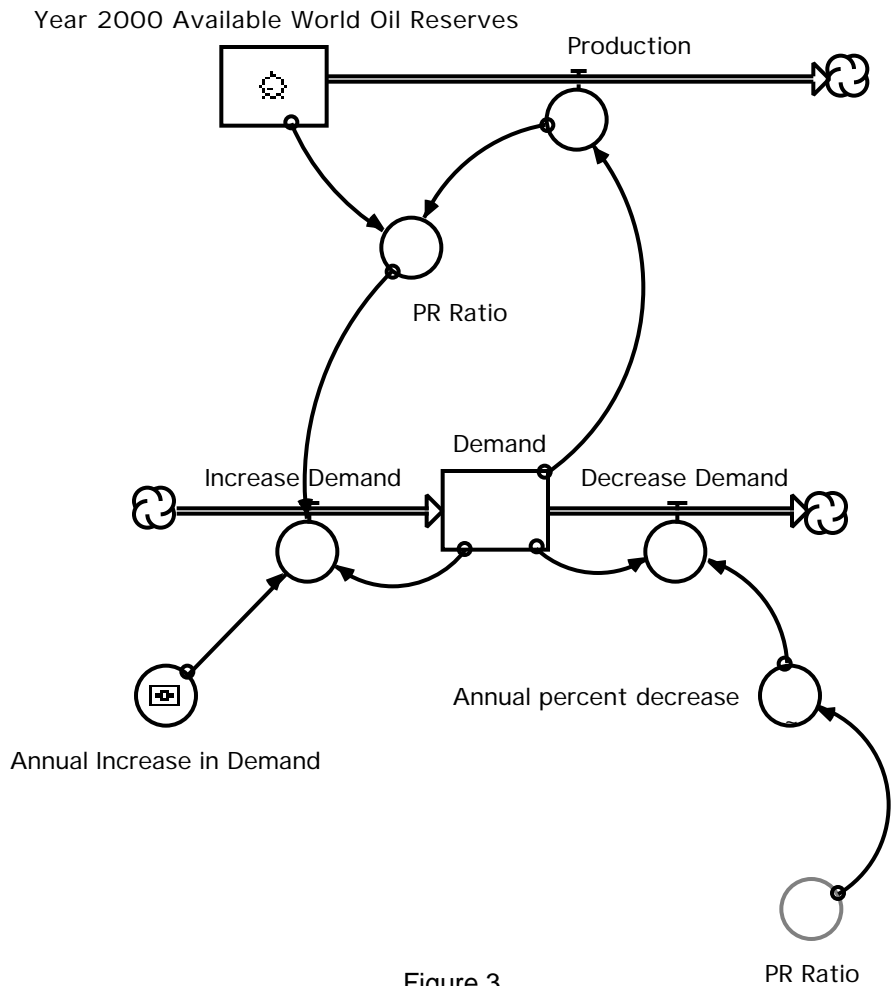 Year 2000 Available World Oil Reserves
Production
PR Ratio
Demand
Increase Demand
Decrease Demand
Annual percent decrease
Annual Increase in Demand
PR Ratio
Figure 3